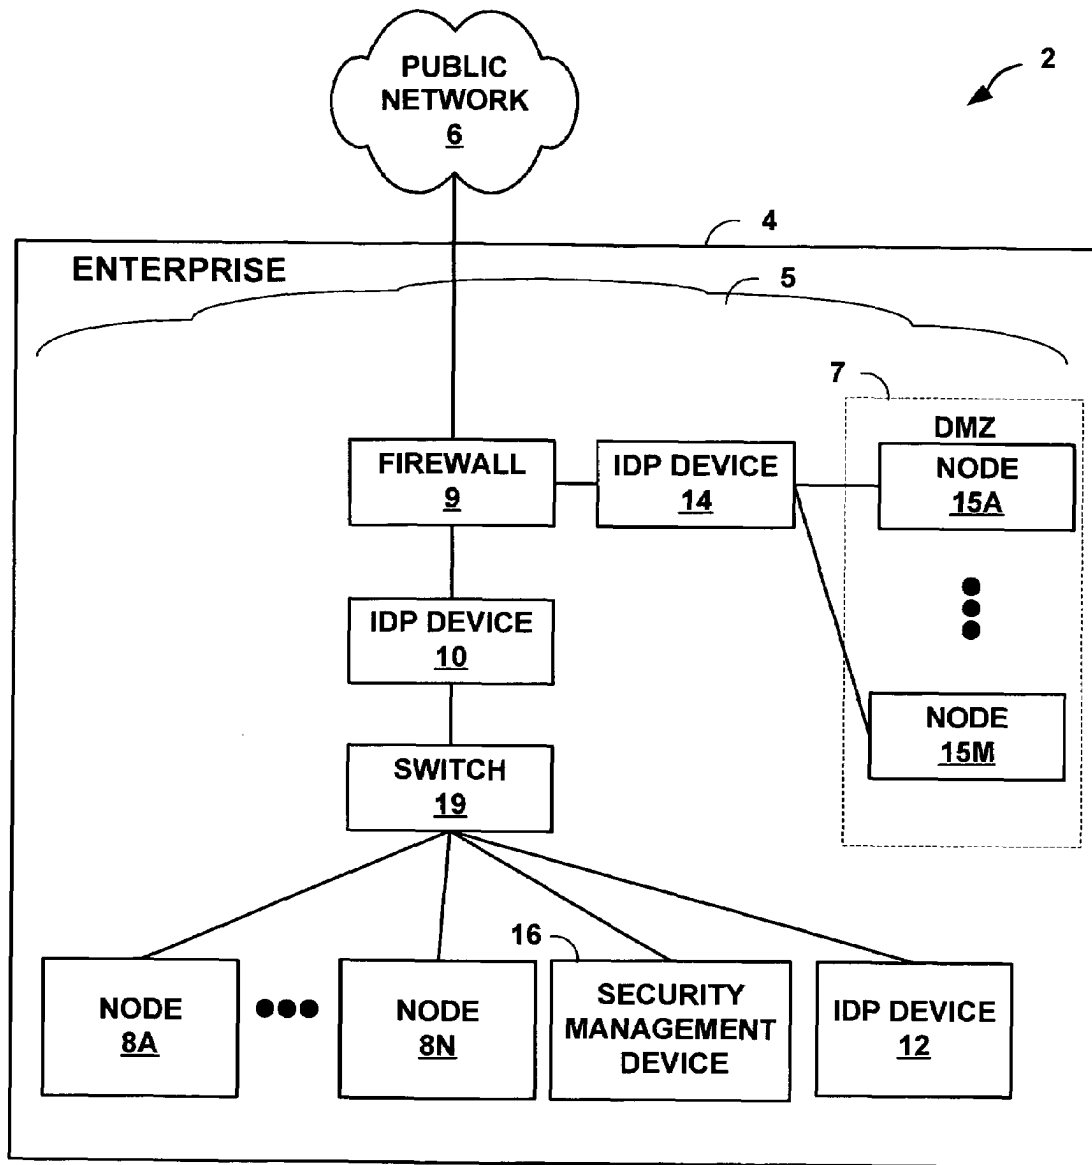 PUBLIC
NETWORK
6
2
4
ENTERPRISE
5
7
DMZ
FIREWALL
9
IDP DEVICE
14
NODE
15A
IDP DEVICE
10
NODE
15M
SWITCH
19
16
NODE
8A
NODE
8N
SECURITY
MANAGEMENT
DEVICE
IDP DEVICE
12